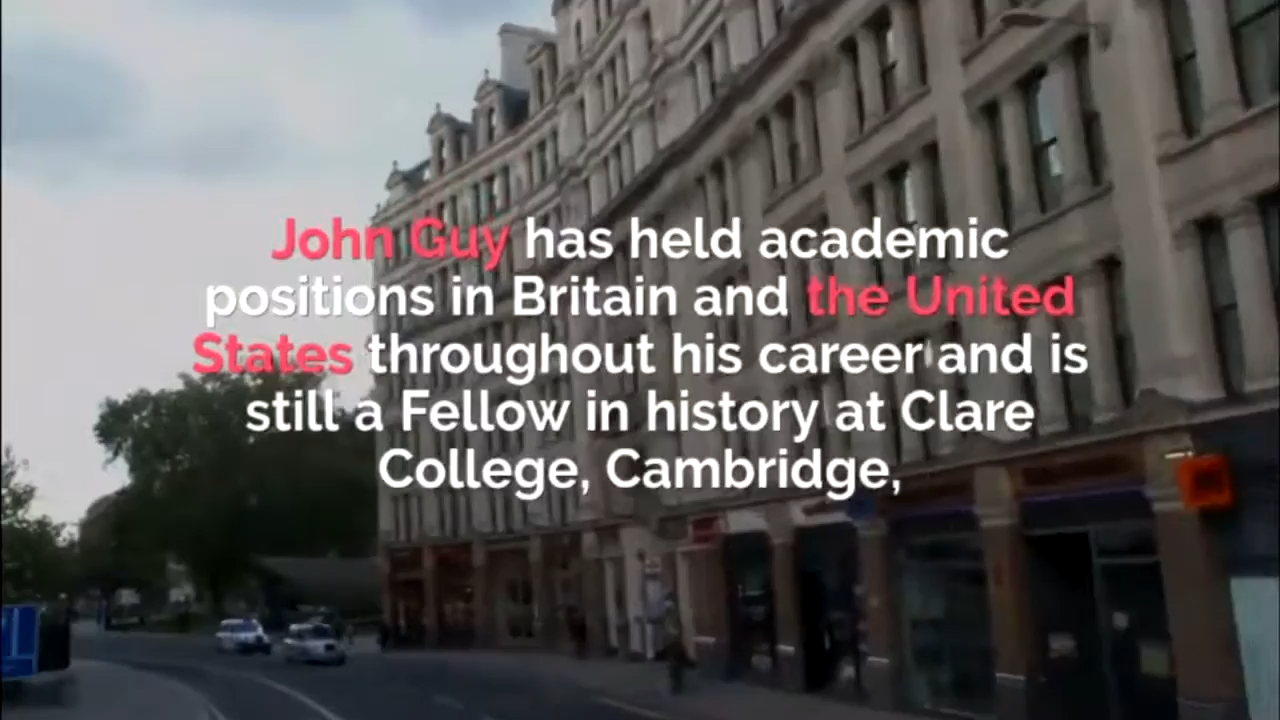 John Guy has held academic
positions in Britain and the United
States throughout his career and is
still a Fellow in history at Clare
College, Cambridge,